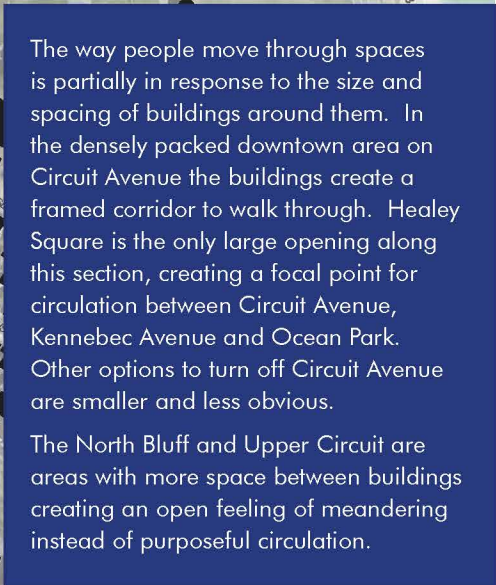 The way people move through spaces
is partially in response to the size and
spacing of buildings around them.  In
the densely packed downtown area on
Circuit Avenue the buildings create a
framed corridor to walk through.  Healey
Square is the only large opening along
this section, creating a focal point for
circulation between Circuit Avenue,
Kennebec Avenue and Ocean Park.
Other options to turn off Circuit Avenue
are smaller and less obvious.
The North Bluff and Upper Circuit are
areas with more space between buildings
creating an open feeling of meandering
instead of purposeful circulation.